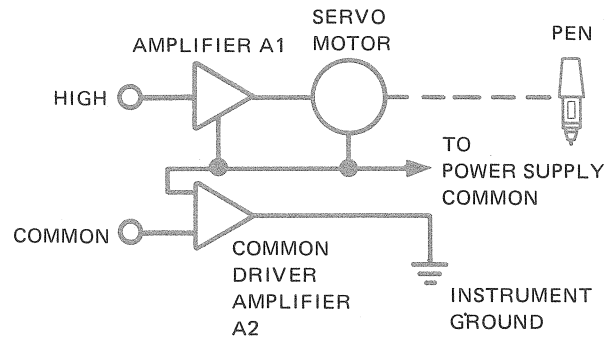 SERVO
MOTOR
PEN
AMPLIFIER A1
HIGH
TO
POWER SUPPLY
COMMON
COMMON
COMMON
DRIVER
AMPLIFIER
A2
INSTRUMENT
GROUND